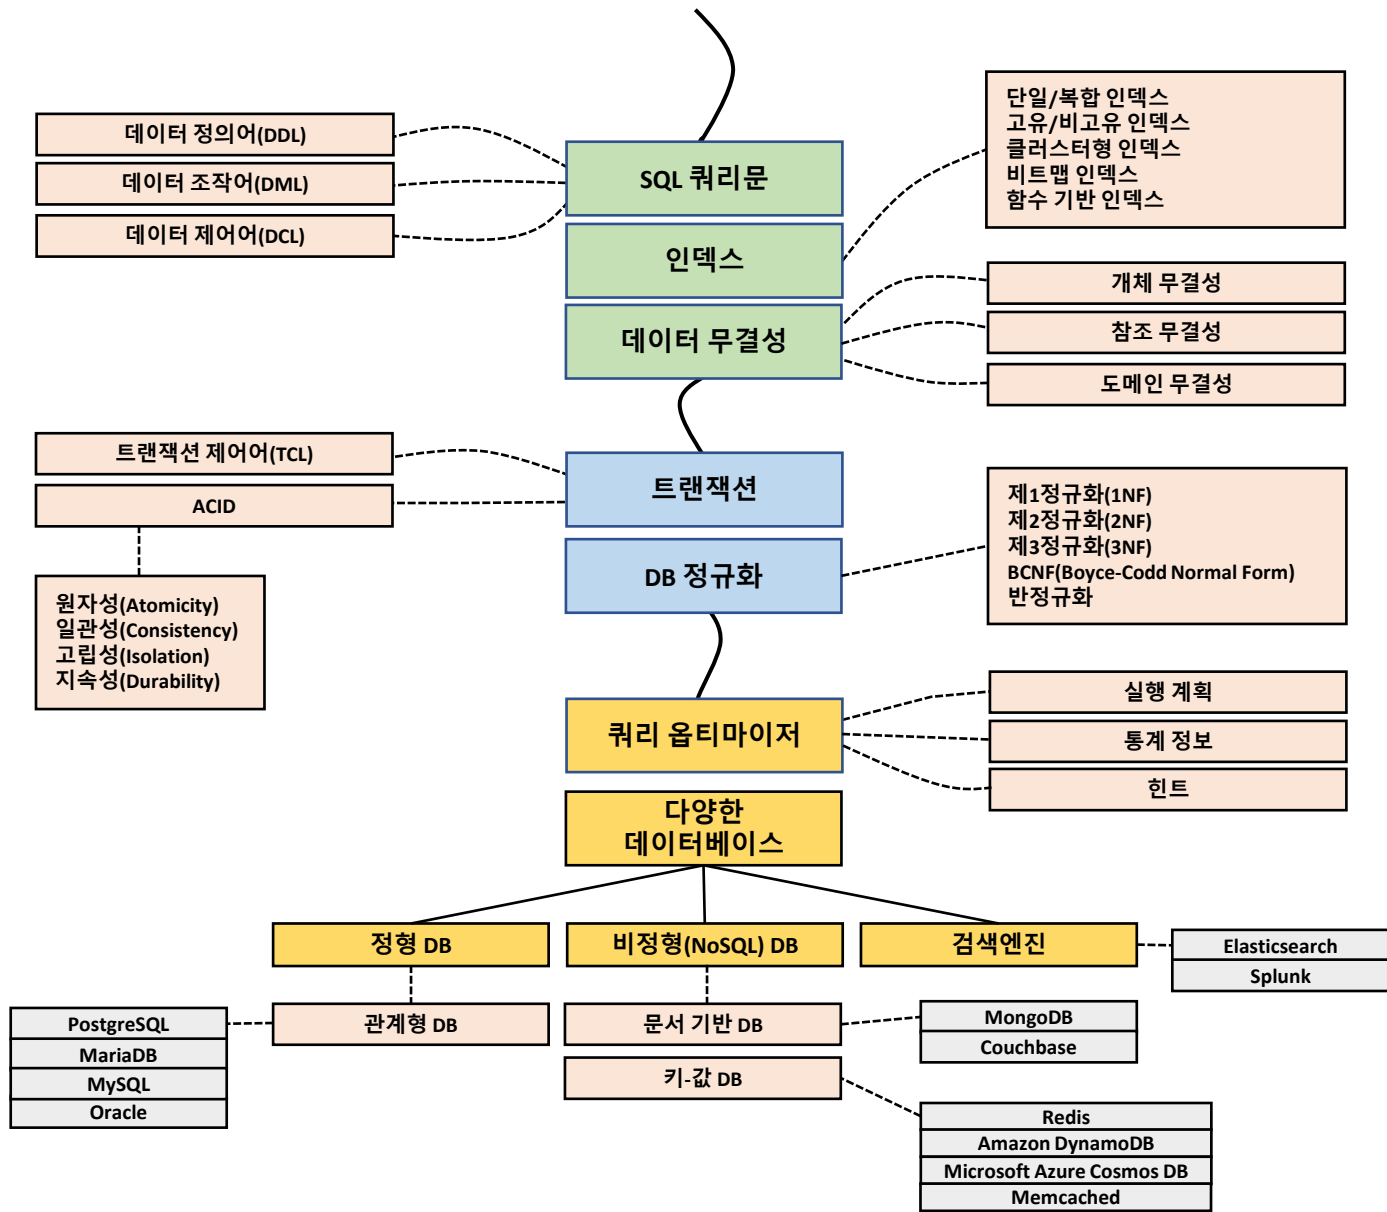 데이터 정의어(DDL)
데이터 조작어(DML)
데이터 제어어(DCL)
SQL 쿼리문
인덱스
데이터 무결성
단일/복합 인덱스
고유/비고유 인덱스
클러스터형 인덱스
비트맵 인덱스
함수 기반 인덱스
개체 무결성
참조 무결성
도메인 무결성
트랜잭션 제어어(TCL)
ACID
원자성(Atomicity)
일관성(Consistency)
고립성(Isolation)
지속성(Durability)
트랜잭션
DB 정규화
제1정규화(1NF)
제2정규화(2NF)
제3정규화(3NF)
BCNF(Boyce-Codd Normal Form)
반정규화
쿼리 옵티마이저
실행 계획
통계 정보
힌트
다양한
데이터베이스
정형 DB
비정형(NoSQL) DB
검색엔진
Elasticsearch
Splunk
PostgreSQL
MariaDB
MySQL
Oracle
관계형 DB
문서 기반 DB
MongoDB
Couchbase
키-값 DB
Redis
Amazon DynamoDB
Microsoft Azure Cosmos DB
Memcached